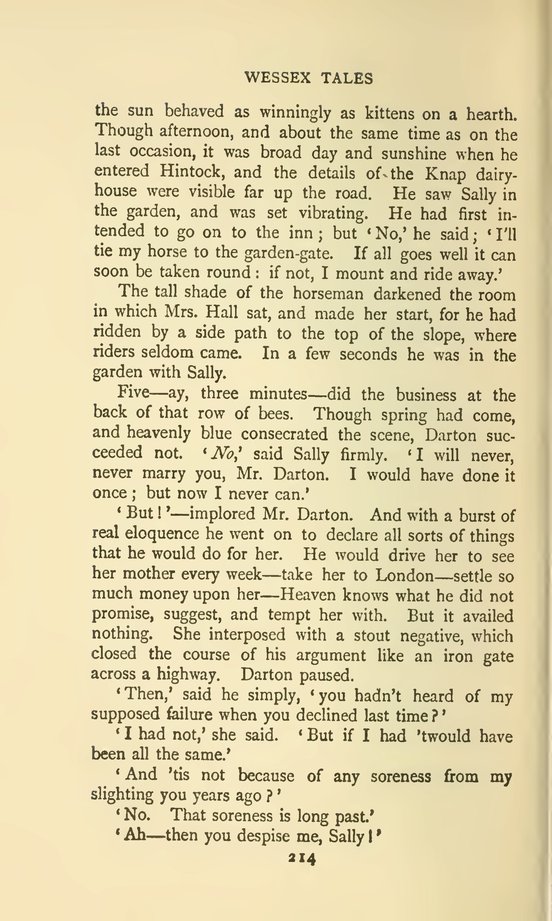 WESSEX TALES
the sun behaved as winningly as kittens on a hearth.
Though afternoon, and about the same time as on the
last occasion, it was broad day and sunshine when he
entered Hintock, and the details of the Knap dairy-
house were visible far up the road. He saw Sally in
the garden, and was set vibrating. He had first in-
tended to go on to the inn; but ‘No,’ he said; ‘I’ll
tie my horse to the garden-gate. If all goes well it can
soon be taken round: if not, I mount and ride away.’
The tall shade of the horseman darkened the room
in which Mrs. Hall sat, and made her start, for he had
ridden by a side path to the top of the slope, where
riders seldom came. In a few seconds he was in the
garden with Sally.
Five—ay, three minutes—did the business at the
back of that row of bees. Though spring had come,
and heavenly blue consecrated the scene, Darton suc-
ceeded not. ‘No,’ said Sally firmly. ‘I will never,
never marry you, Mr. Darton. I would have done it
once; but now I never can.’
‘But!’—implored Mr. Darton. And with a burst of
real eloquence he went on to declare all sorts of things
that he would do for her. He would drive her to see
her mother every week—take her to London—settle so
much money upon her—Heaven knows what he did not
promise, suggest, and tempt her with. But it availed
nothing. She interposed with a stout negative, which
closed the course of his argument like an iron gate
across a highway. Darton paused.
‘Then,’ said he simply, ‘you hadn’t heard of my
supposed failure when you declined last time?’
‘I had not,’ she said. ‘But if I had ’twould have
been all the same.’
‘And ’tis not because of any soreness from my
slighting you years ago?’
‘No. That soreness is long past.’
‘Ah—then you despise me, Sally!’
214